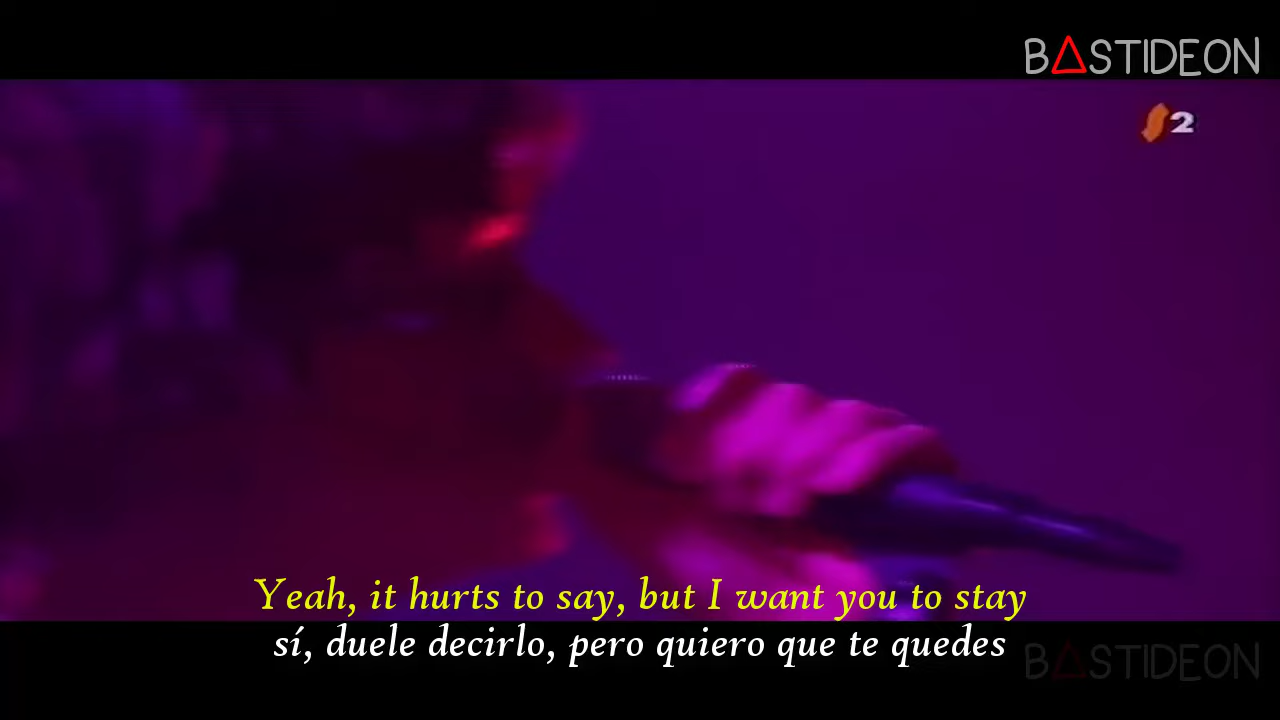 BASTIDEON
2
Yeah, it hurts to say, but I want you to stay
sí, duele decirlo, pero quiero que te quedes
BASTIDEON